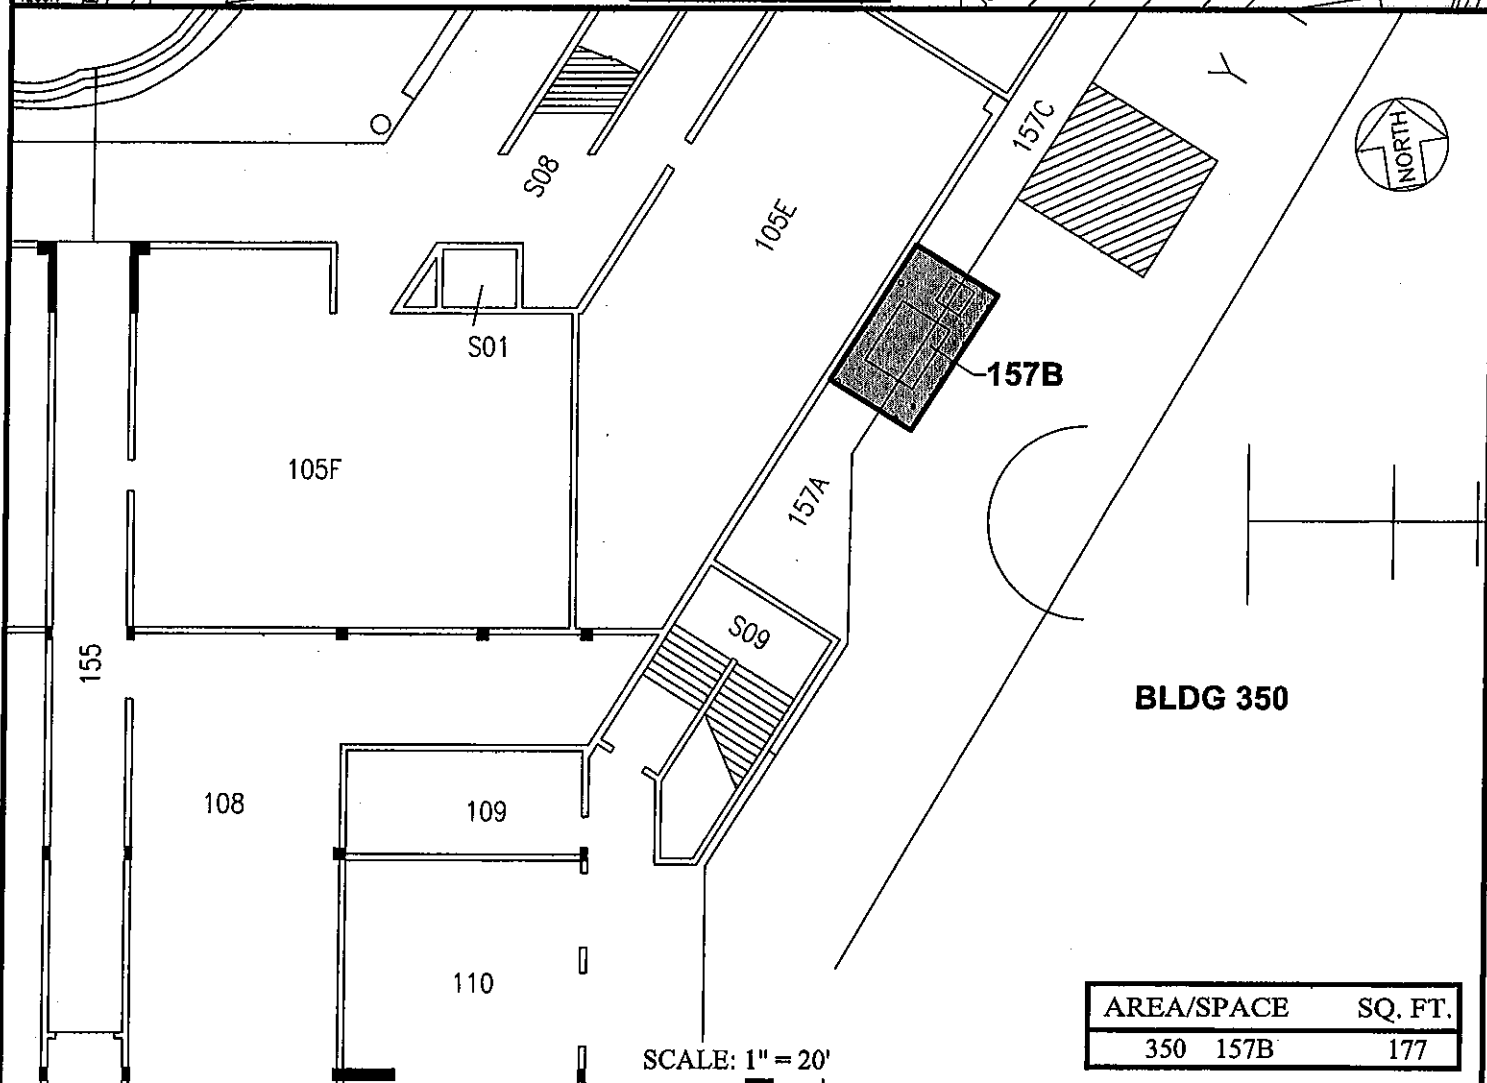 Y
157C
NORTH
S08
105E
S01
157B
105F
157A
S09
155
BLDG 350
108
109
110
AREA/SPACE SQ. FT.
350 157B 177
SCALE: 1" = 20'